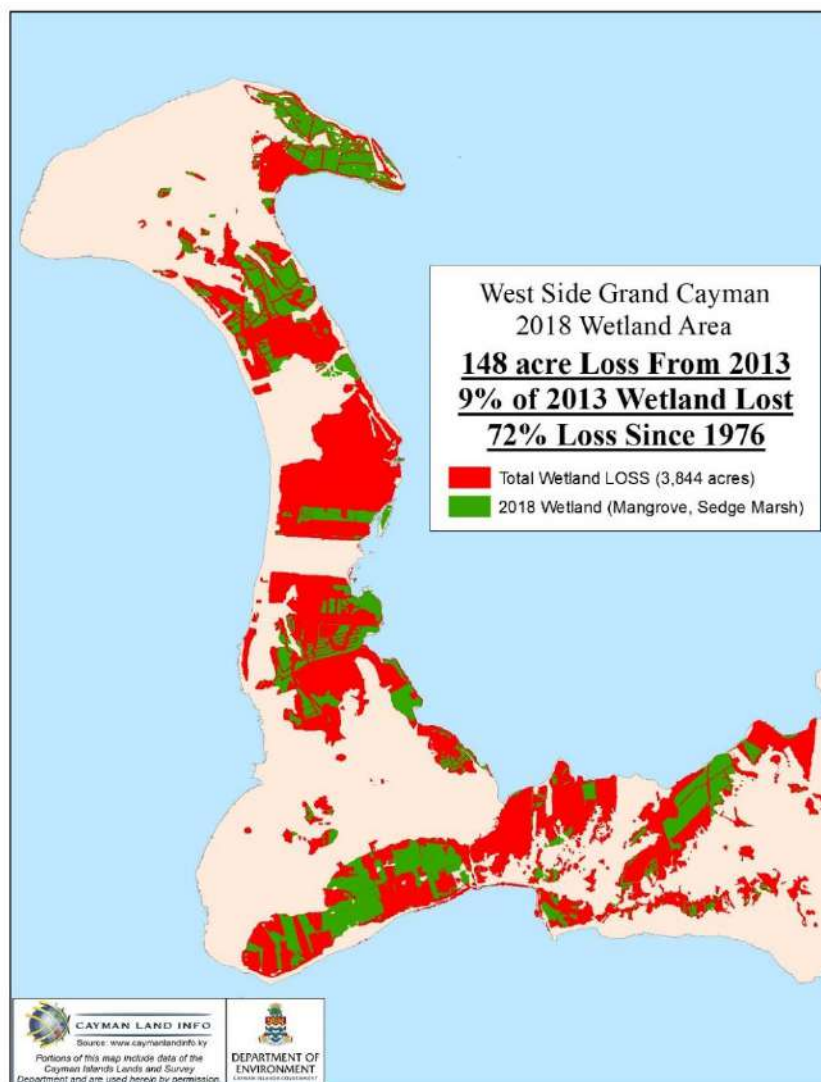 West Side Grand Cayman
2018 Wetland Area
148 acre Loss From 2013
9% of 2013 Wetland Lost
72% Loss Since 1976
Total Wetland LOSS (3,844 acres)
2018 Wetland (Mangrove, Sedge Marsh)
CAYMAN LAND INFO
Source: www.caymanlandinfo.ky
Portions of this map include data of the
Cayman Islands Lands and Survey
Department and are used herein by permission.
DEPARTMENT OF
ENVIRONMENT
CAYMAN ISLANDS GOVERNMENT